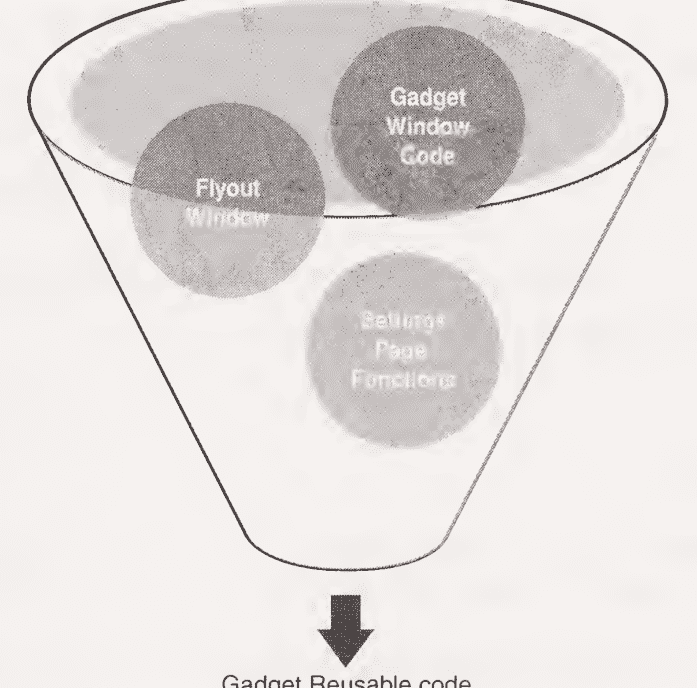 Gadget
Window
Code
Flyout
Window
Settings
Page
Functions
Gadget Reusable code